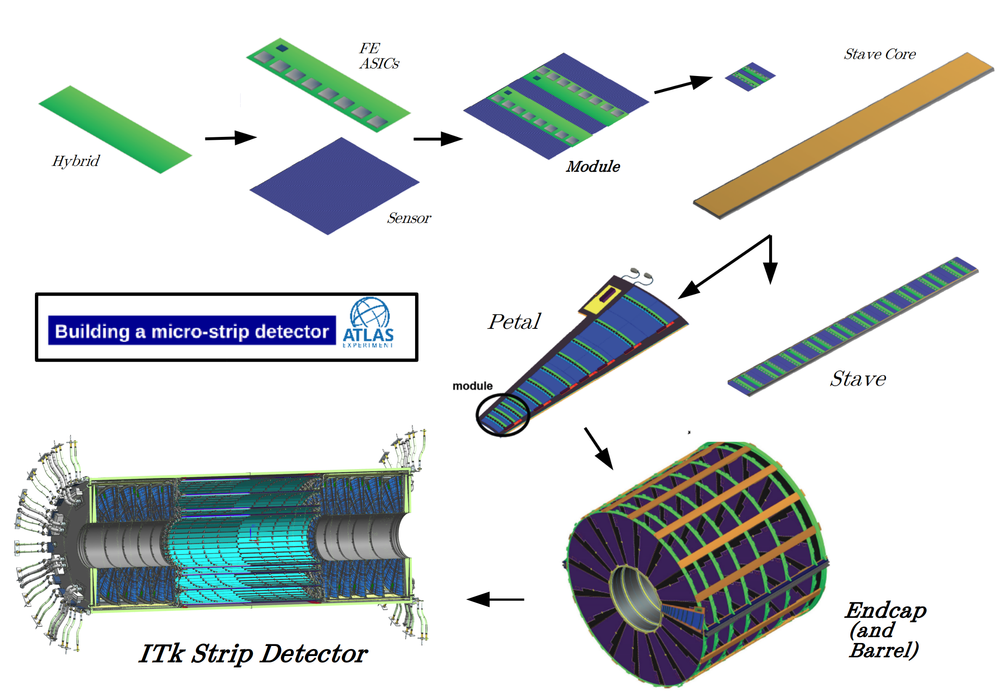 FE
ASICs
Stave Core
Hybrid
Module
Sensor
Building a micro-strip detector
ATLAS
EXPERIMENT
Petal
Stave
module
Endcap
(and
Barrel)
ITk Strip Detector